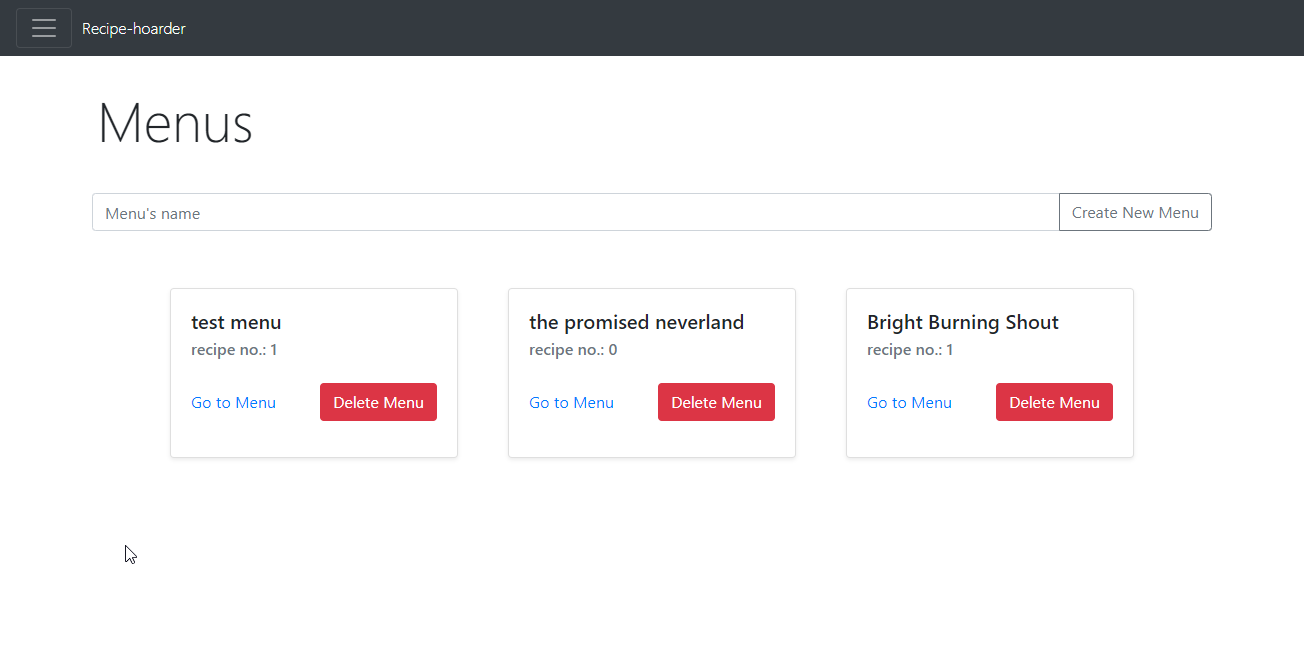 Recipe-hoarder
Menus
Menu's name
Create New Menu
test menu
recipe no.: 1
Go to Menu
Delete Menu
the promised neverland
recipe no.: 0
Go to Menu
Delete Menu
Bright Burning Shout
recipe no.: 1
Go to Menu
Delete Menu